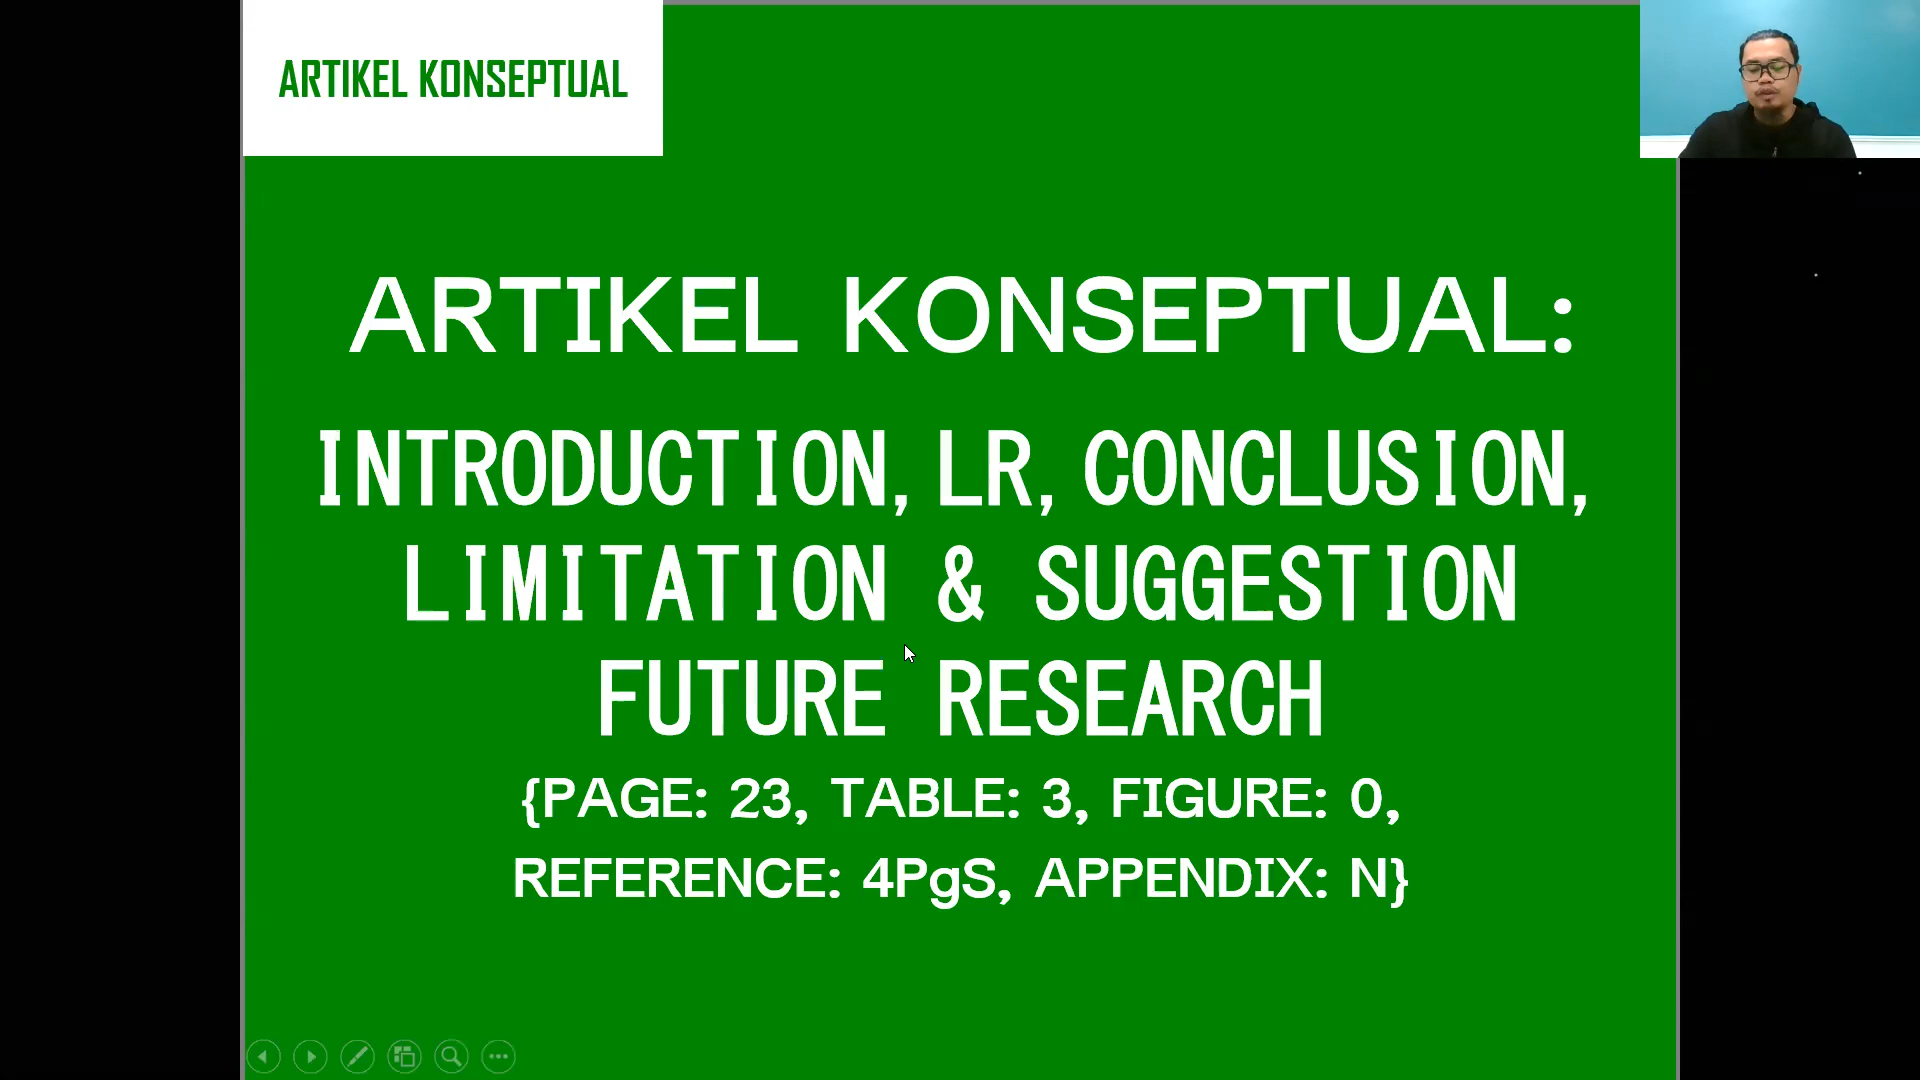 ARTIKEL KONSEPTUAL
ARTIKEL KONSEPTUAL:
INTRODUCTION, LR, CONCLUSION,
LIMITATION & SUGGESTION
FUTURE RESEARCH
{PAGE: 23, TABLE: 3, FIGURE: 0,
REFERENCE: 4PgS, APPENDIX: N}